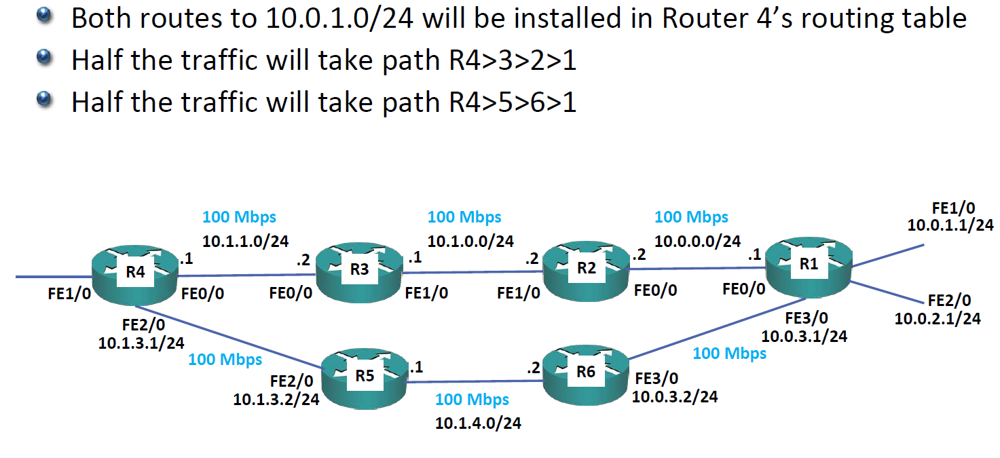 Both routes to 10.0.1.0/24 will be installed in Router 4’s routing table
Half the traffic will take path R4>3>2>1
Half the traffic will take path R4>5>6>1
100 Mbps
10.1.1.0/24
100 Mbps
10.1.0.0/24
100 Mbps
10.0.0.0/24
FE1/0
10.0.1.1/24
R4
.1
.2
R3
.1
.2
R2
.2
.1
R1
FE1/0
FE0/0
FE0/0
FE1/0
FE1/0
FE0/0
FE0/0
FE2/0
10.0.2.1/24
FE2/0
10.1.3.1/24
FE3/0
10.0.3.1/24
100 Mbps
100 Mbps
FE2/0
10.1.3.2/24
R5
.1
.2
R6
FE3/0
10.0.3.2/24
100 Mbps
10.1.4.0/24